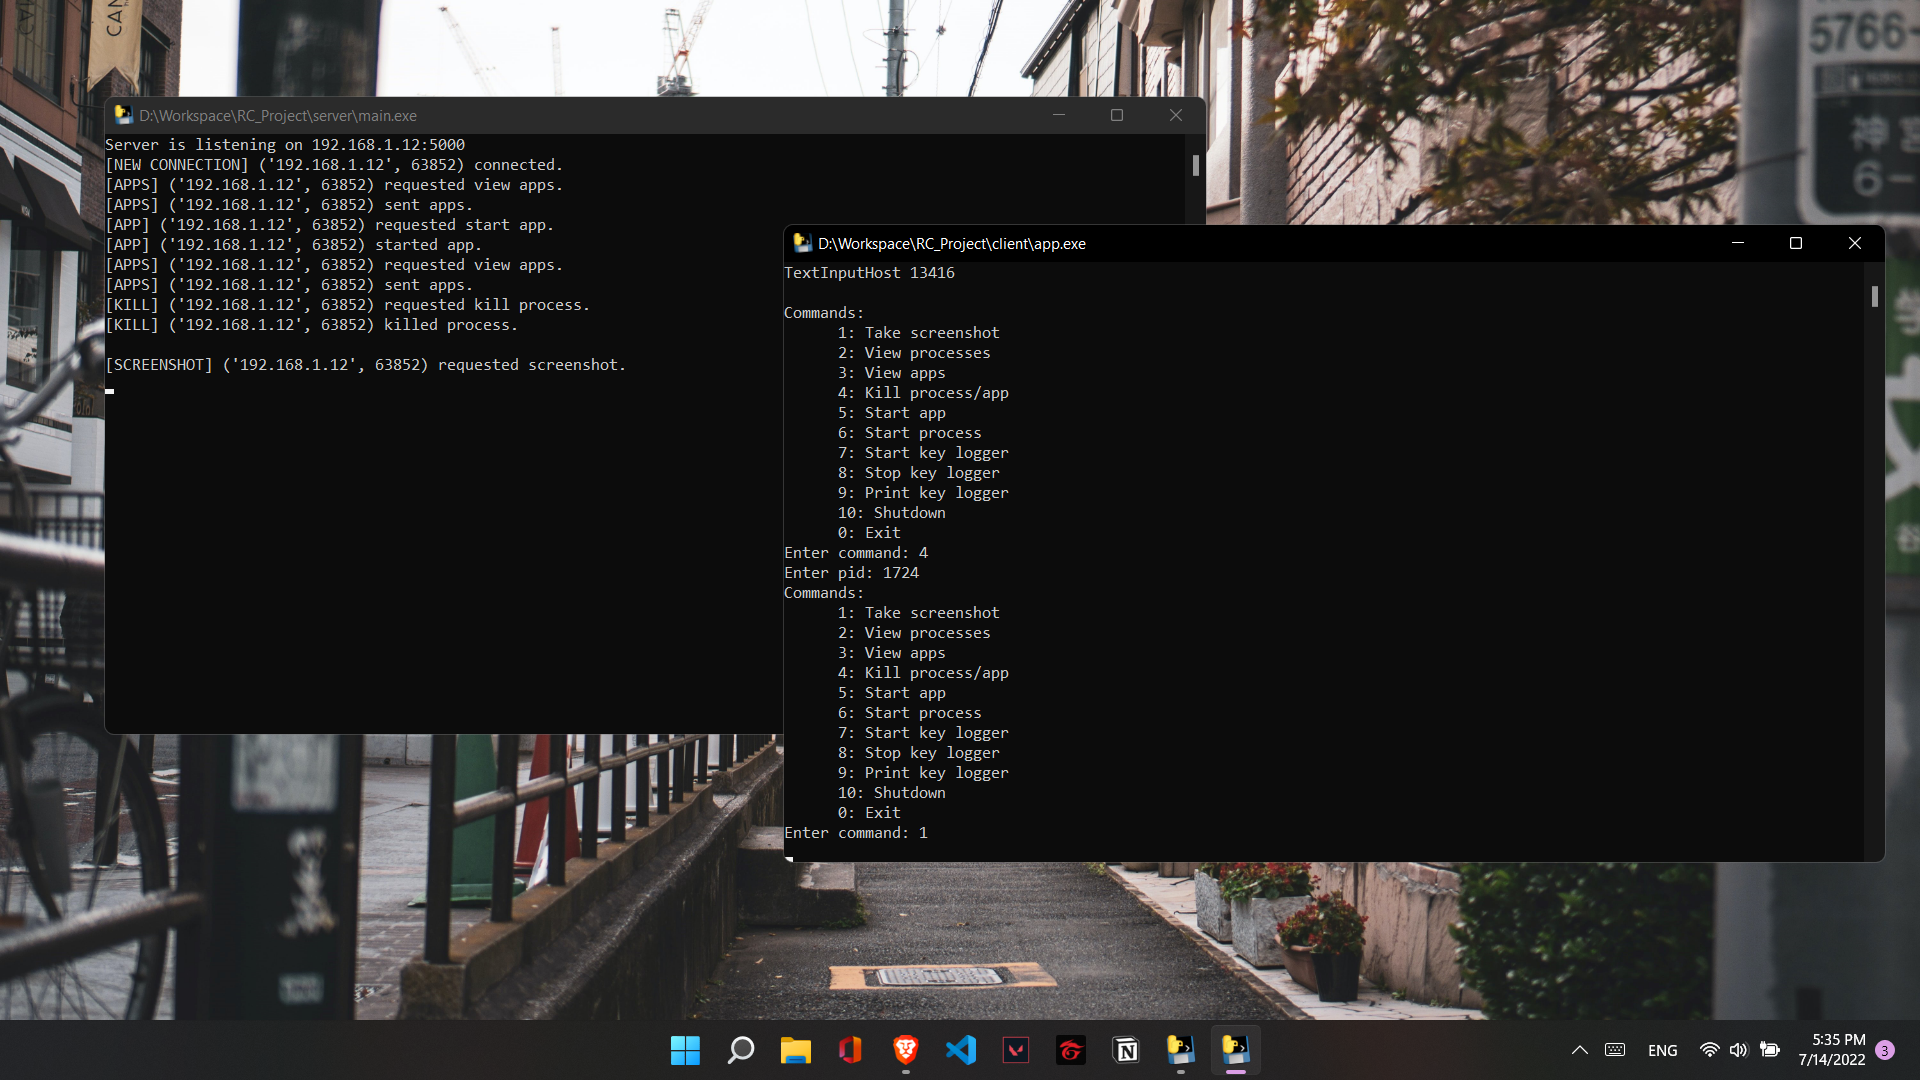 CAN
5766-
神宮
6-
D:\Workspace\RC_Project\server\main.exe
Server is listening on 192.168.1.12:5000
[NEW CONNECTION] ('192.168.1.12', 63852) connected.
[APPS] ('192.168.1.12', 63852) requested view apps.
[APPS] ('192.168.1.12', 63852) sent apps.
[APP] ('192.168.1.12', 63852) requested start app.
[APP] ('192.168.1.12', 63852) started app.
[APPS] ('192.168.1.12', 63852) requested view apps.
[APPS] ('192.168.1.12', 63852) sent apps.
[KILL] ('192.168.1.12', 63852) requested kill process.
[KILL] ('192.168.1.12', 63852) killed process.
[SCREENSHOT] ('192.168.1.12', 63852) requested screenshot.
D:\Workspace\RC_Project\client\app.exe
TextInputHost 13416
Commands:
1: Take screenshot
2: View processes
3: View apps
4: Kill process/app
5: Start app
6: Start process
7: Start key logger
8: Stop key logger
9: Print key logger
10: Shutdown
0: Exit
Enter command: 4
Enter pid: 1724
Commands:
1: Take screenshot
2: View processes
3: View apps
4: Kill process/app
5: Start app
6: Start process
7: Start key logger
8: Stop key logger
9: Print key logger
10: Shutdown
0: Exit
Enter command: 1
ENG
5:35 PM
7/14/2022
3